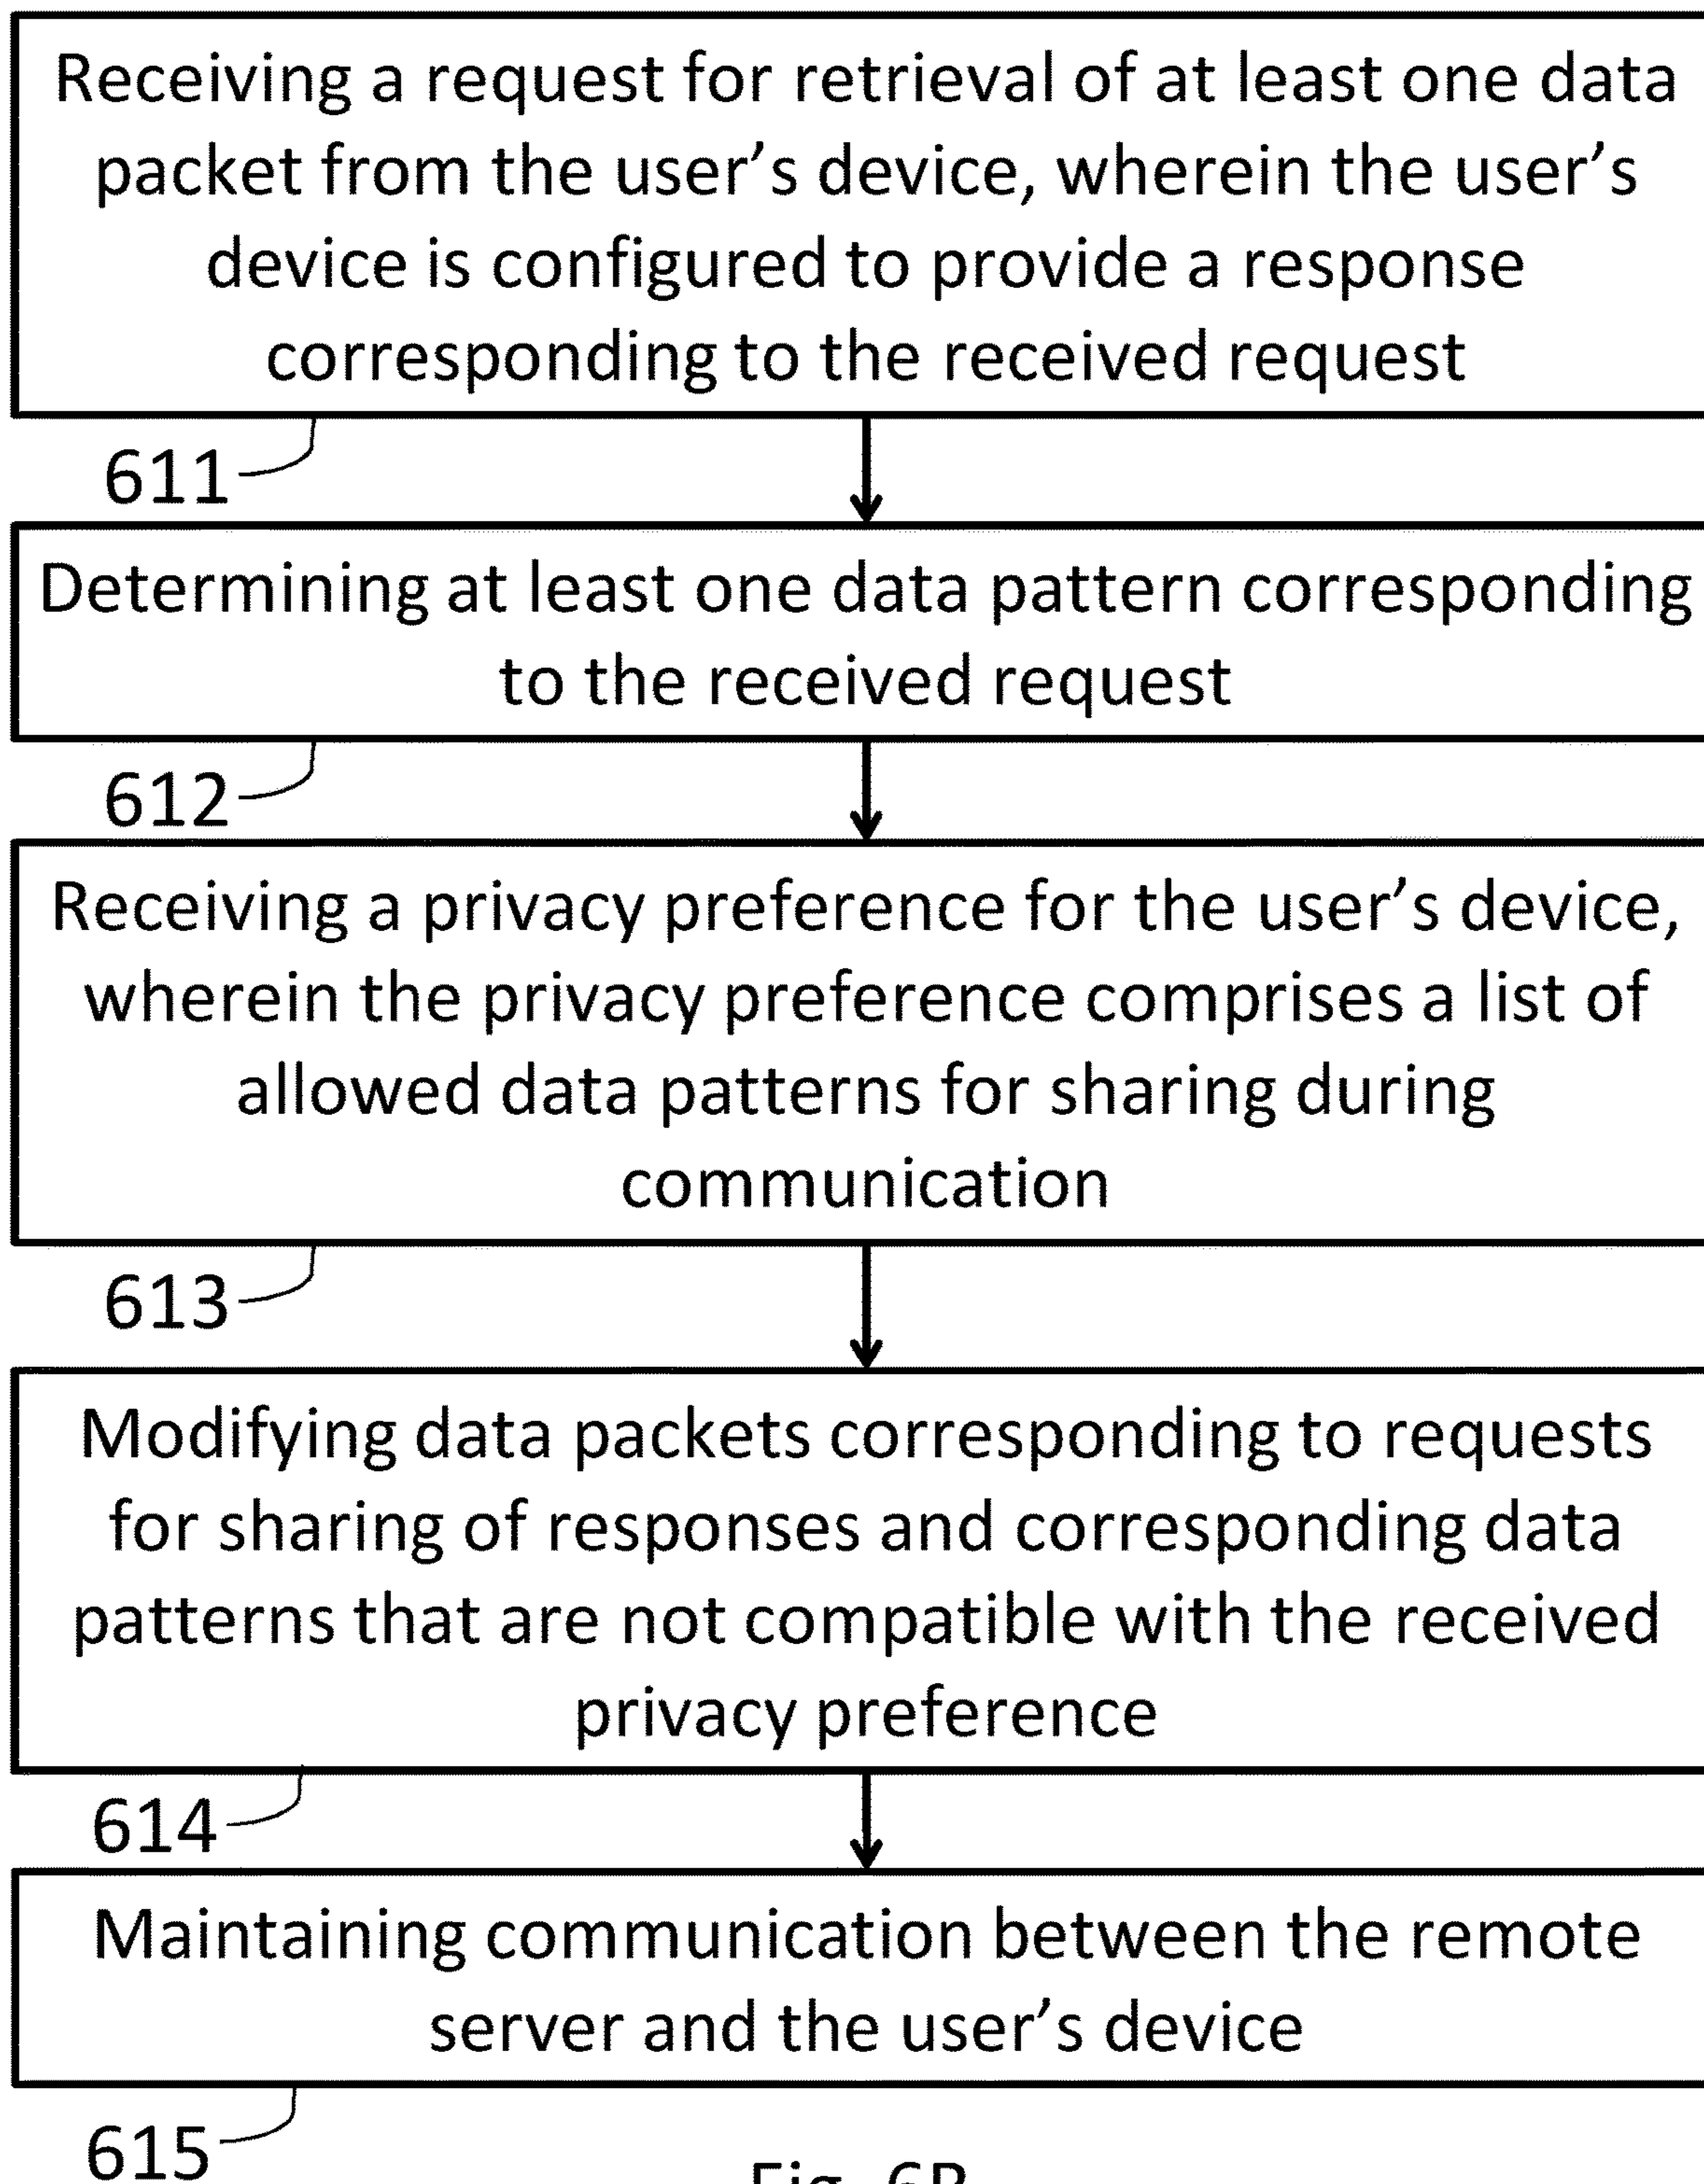 Receiving a request for retrieval of at least one data
packet from the user’s device, wherein the user’s
device is configured to provide a response
corresponding to the received request
611
Determining at least one data pattern corresponding
to the received request
612
Receiving a privacy preference for the user’s device,
wherein the privacy preference comprises a list of
allowed data patterns for sharing during
communication
613
Modifying data packets corresponding to requests
for sharing of responses and corresponding data
patterns that are not compatible with the received
privacy preference
614
Maintaining communication between the remote
server and the user’s device
615
Fig. 6B